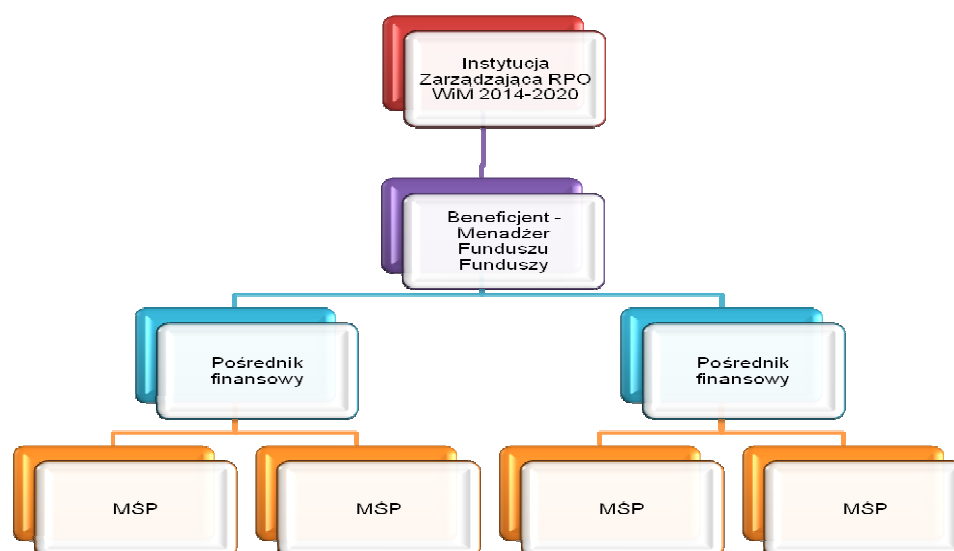 Instytucja
Zarządzająca RPO
WiM 2014-2020
Beneficjent -
Menadżer
Funduszu
Funduszy
Pośrednik
finansowy
Pośrednik
finansowy
MŚP
MŚP
MŚP
MŚP